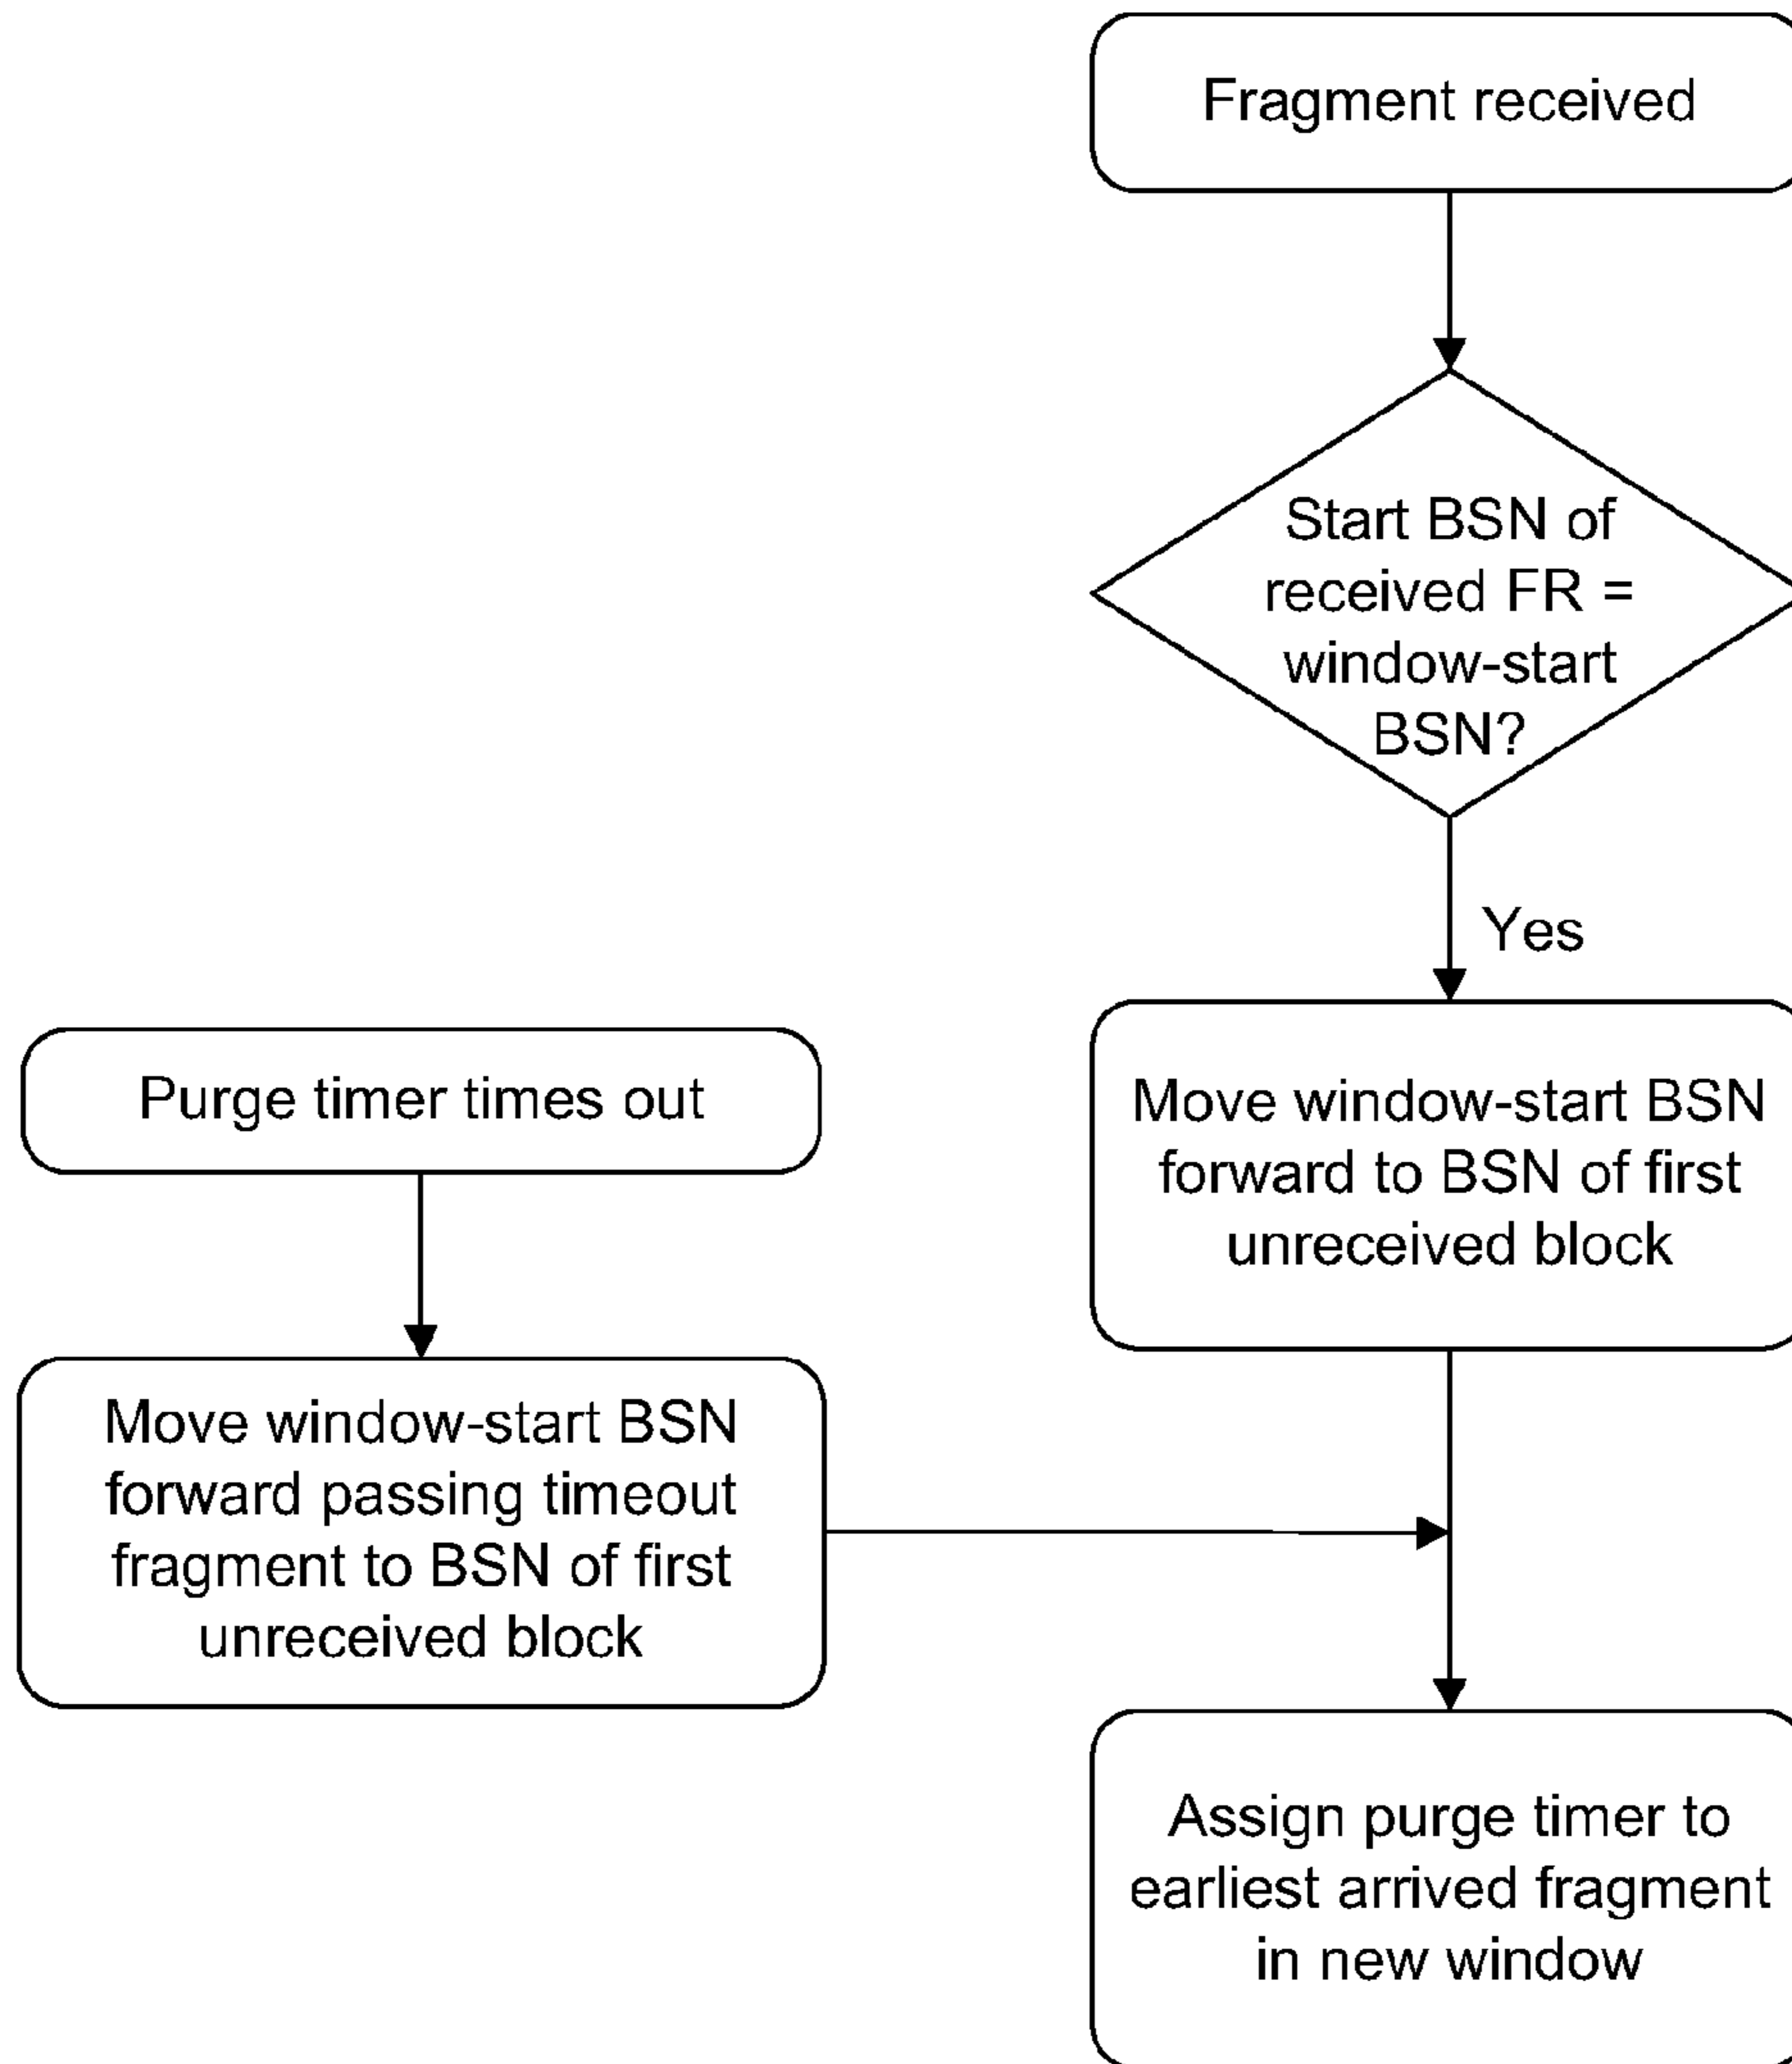 Fragment received
Start BSN of
received FR =
window-start
BSN?
Yes
Purge timer times out
Move window-start BSN
forward to BSN of first
unreceived block
Move window-start BSN
forward passing timeout
fragment to BSN of first
unreceived block
Assign purge timer to
earliest arrived fragment
in new window